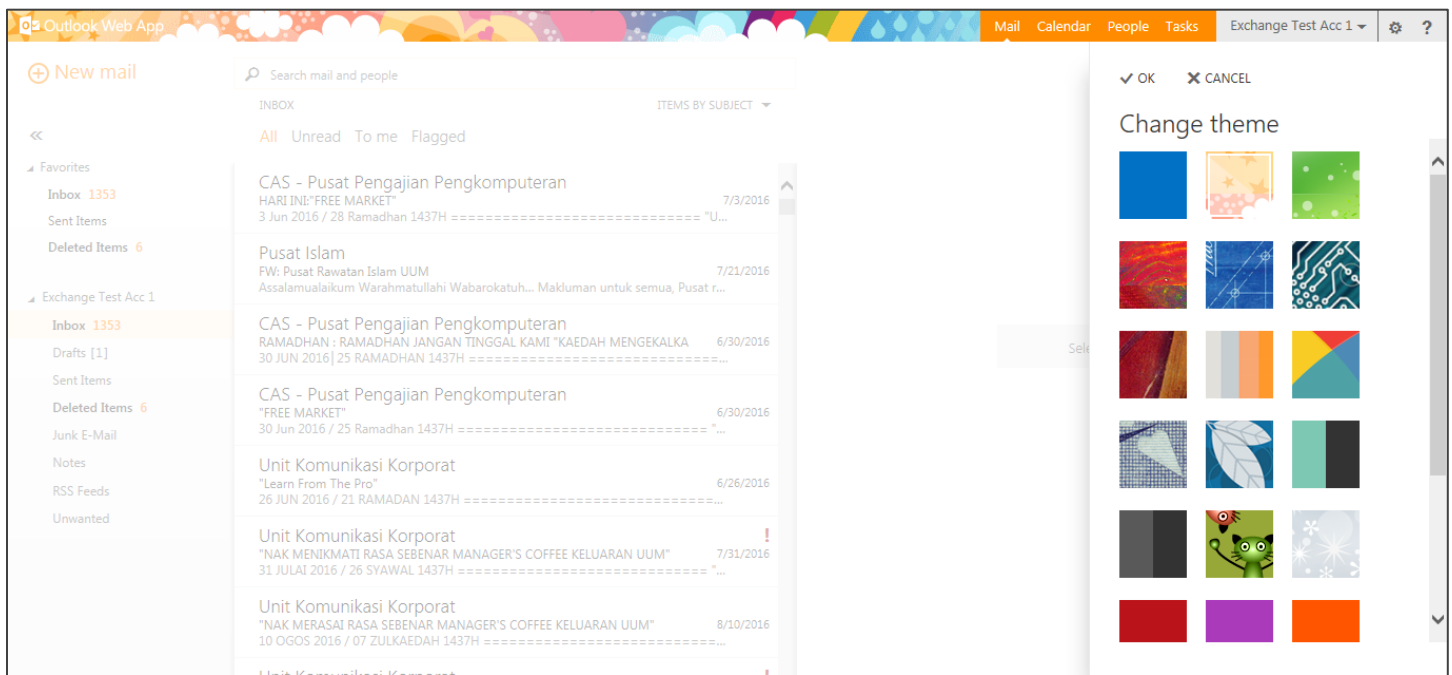 Outlook Web App
Mail Calendar People Tasks Exchange Test Acc 1 ?
New mail
Search mail and people
INBOX ITEMS BY SUBJECT
All Unread To me Flagged
Favorites
Inbox 1353
Sent Items
Deleted Items 6
Exchange Test Acc 1
Inbox 1353
Drafts [1]
Sent Items
Deleted Items 6
Junk E-Mail
Notes
RSS Feeds
Unwanted
CAS - Pusat Pengajian Pengkomputeran
HARI INI:"FREE MARKET" 7/3/2016
3 Jun 2016 / 28 Ramadhan 1437H ============================= "U...
Pusat Islam
FW: Pusat Rawatan Islam UUM 7/21/2016
Assalamualaikum Warahmatullahi Wabarokatuh... Makluman untuk semua, Pusat r...
CAS - Pusat Pengajian Pengkomputeran
RAMADHAN : RAMADHAN JANGAN TINGGAL KAMI "KAEDAH MENGEKALKA 6/30/2016
30 JUN 2016| 25 RAMADHAN 1437H =============================...
CAS - Pusat Pengajian Pengkomputeran
"FREE MARKET" 6/30/2016
30 Jun 2016 / 25 Ramadhan 1437H ============================= "...
Unit Komunikasi Korporat
"Learn From The Pro" 6/26/2016
26 JUN 2016 / 21 RAMADAN 1437H =============================...
Unit Komunikasi Korporat !
"NAK MENIKMATI RASA SEBENAR MANAGER'S COFFEE KELUARAN UUM" 7/31/2016
31 JULAI 2016 / 26 SYAWAL 1437H ============================= "...
Unit Komunikasi Korporat
"NAK MERASAI RASA SEBENAR MANAGER'S COFFEE KELUARAN UUM" 8/10/2016
10 OGOS 2016 / 07 ZULKAEDAH 1437H ===========================...
Unit Komunikasi Korporat !
Sele
OK CANCEL
Change theme